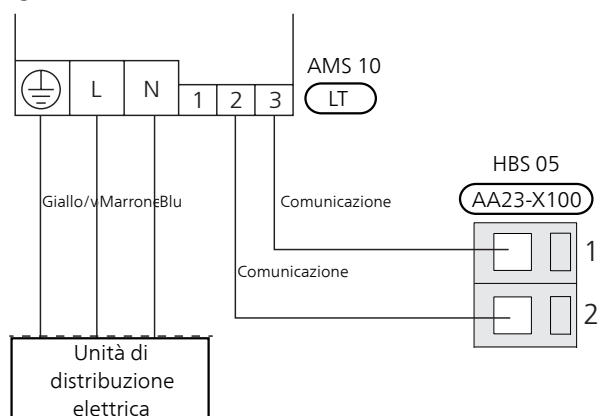 AMS 10
L N 1 2 3 LT
HBS 05
AA23-X100
Giallo/v Marrone Blu Comunicazione
1
Comunicazione
2
Unità di
distribuzione
elettrica